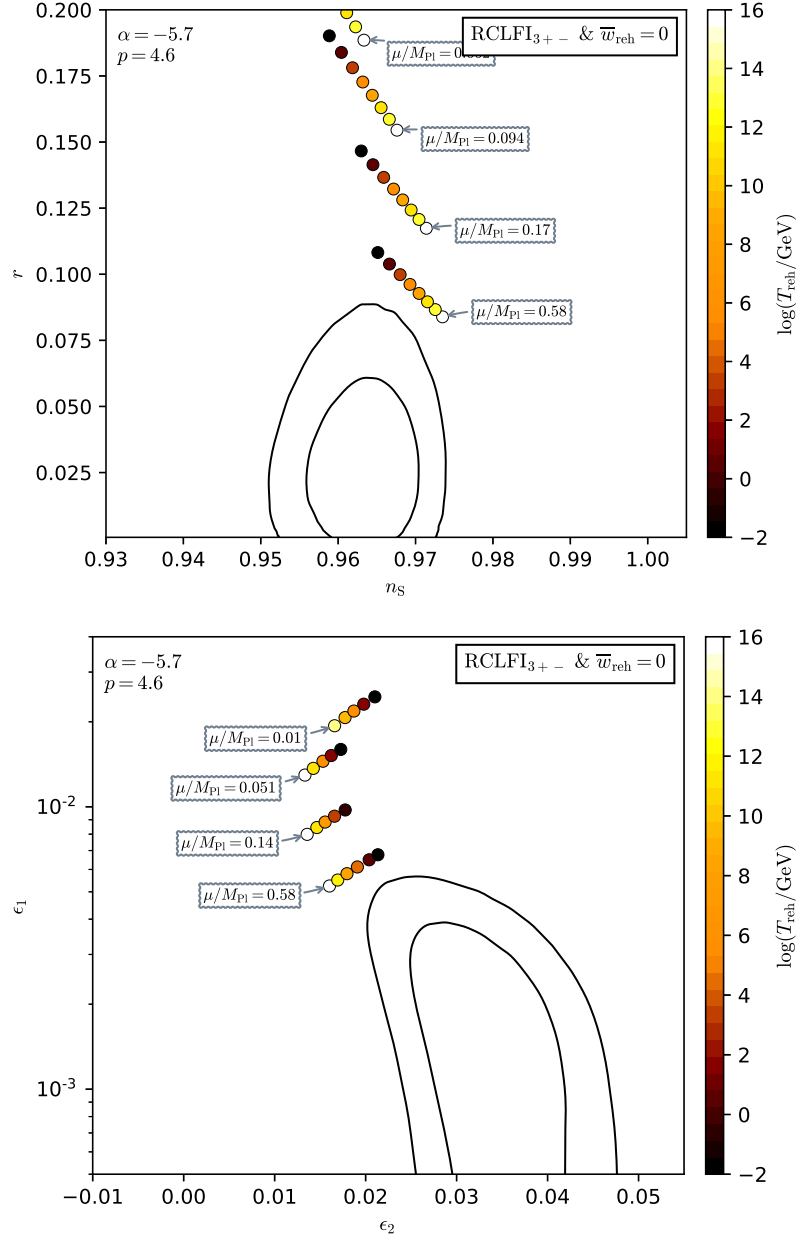 α = −5.7
p = 4.6
RCLFI3+− & w̅reh = 0
μ/MPl
μ/MPl = 0.094
μ/MPl = 0.17
μ/MPl = 0.58
0.200
0.175
0.150
0.125
0.100
0.075
0.050
0.025
r
0.93 0.94 0.95 0.96 0.97 0.98 0.99 1.00
nS
16
14
12
10
8
6
4
2
0
−2
log(Treh/GeV)
α = −5.7
p = 4.6
RCLFI3+− & w̅reh = 0
μ/MPl = 0.01
μ/MPl = 0.051
μ/MPl = 0.14
μ/MPl = 0.58
10−2
10−3
ϵ1
−0.01 0.00 0.01 0.02 0.03 0.04 0.05
ϵ2
16
14
12
10
8
6
4
2
0
−2
log(Treh/GeV)